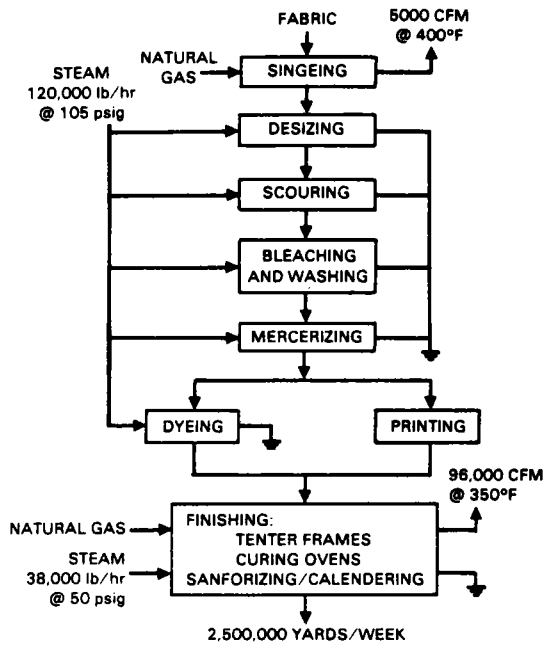 FABRIC
5000 CFM
@ 400°F
NATURAL
GAS
SINGEING
STEAM
120,000 lb/hr
@ 105 psig
DESIZING
SCOURING
BLEACHING
AND WASHING
MERCERIZING
DYEING
PRINTING
96,000 CFM
@ 350°F
NATURAL GAS
STEAM
38,000 lb/hr
@ 50 psig
FINISHING:
TENTER FRAMES
CURING OVENS
SANFORIZING/CALENDERING
2,500,000 YARDS/WEEK